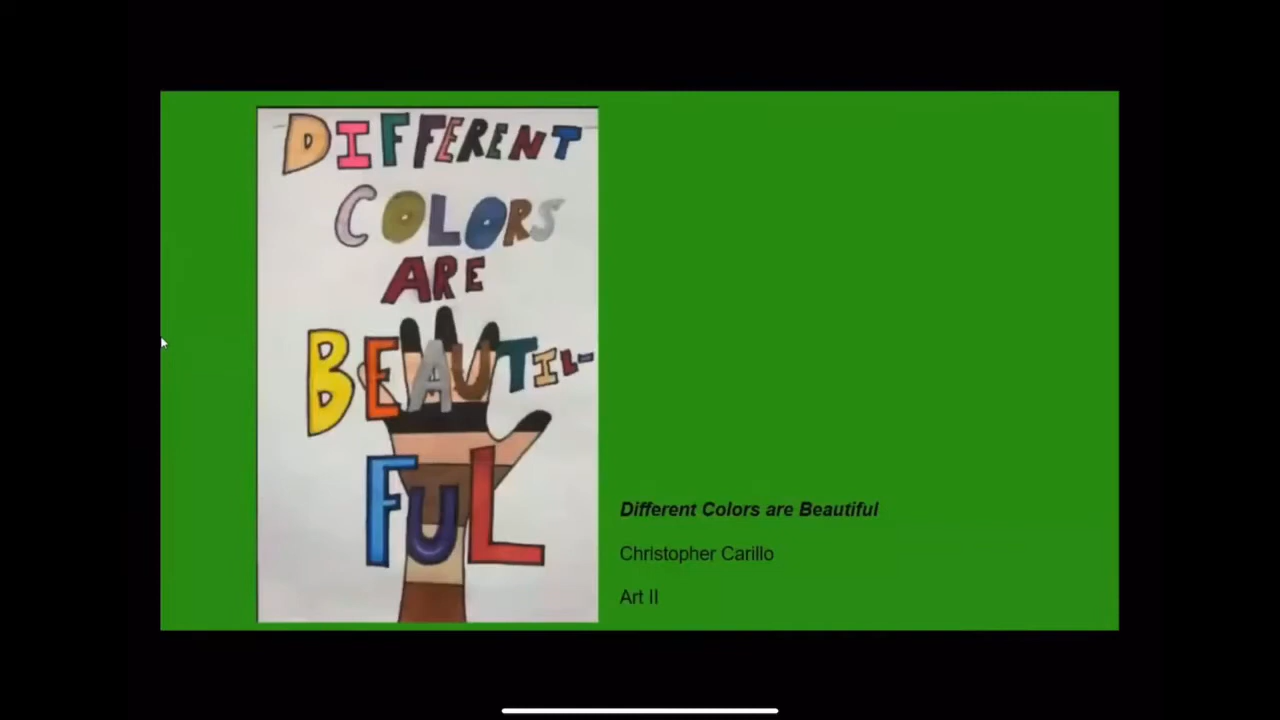 DIFFERENT
COLORS
ARE
BEAUTIL-
FUL
Different Colors are Beautiful
Christopher Carillo
Art II